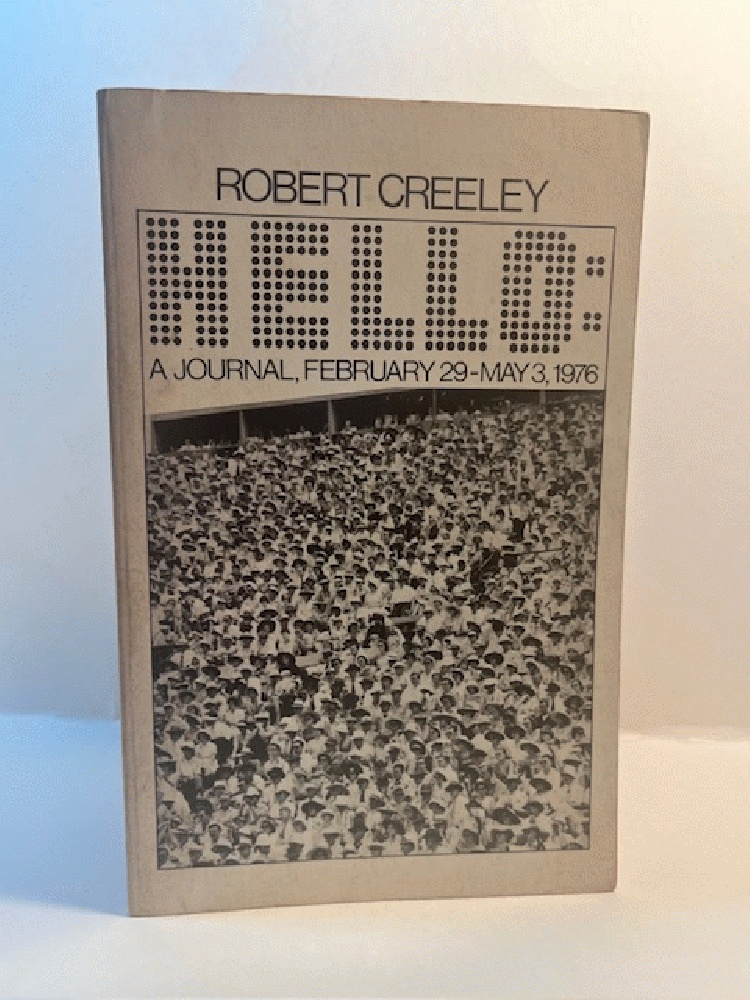 ROBERT CREELEY
HELLO:
A JOURNAL, FEBRUARY 29-MAY 3, 1976